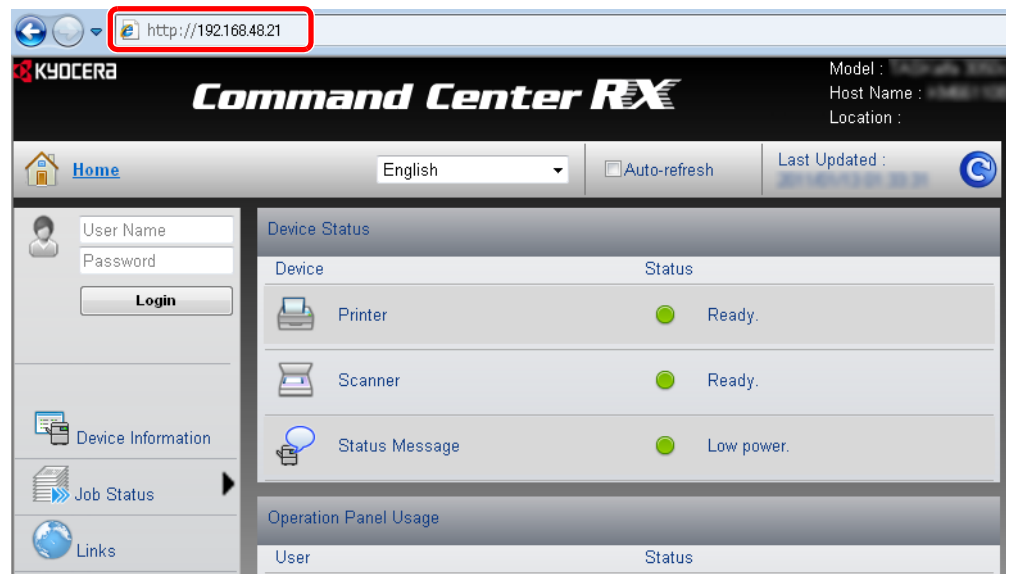 http://192.168.48.21
KYOCERA
Command Center RX
Model :
Host Name :
Location :
Home
English
Auto-refresh
Last Updated :
User Name
Password
Login
Device Information
Job Status
Links
Device Status
Device Status
Printer Ready.
Scanner Ready.
Status Message Low power.
Operation Panel Usage
User Status